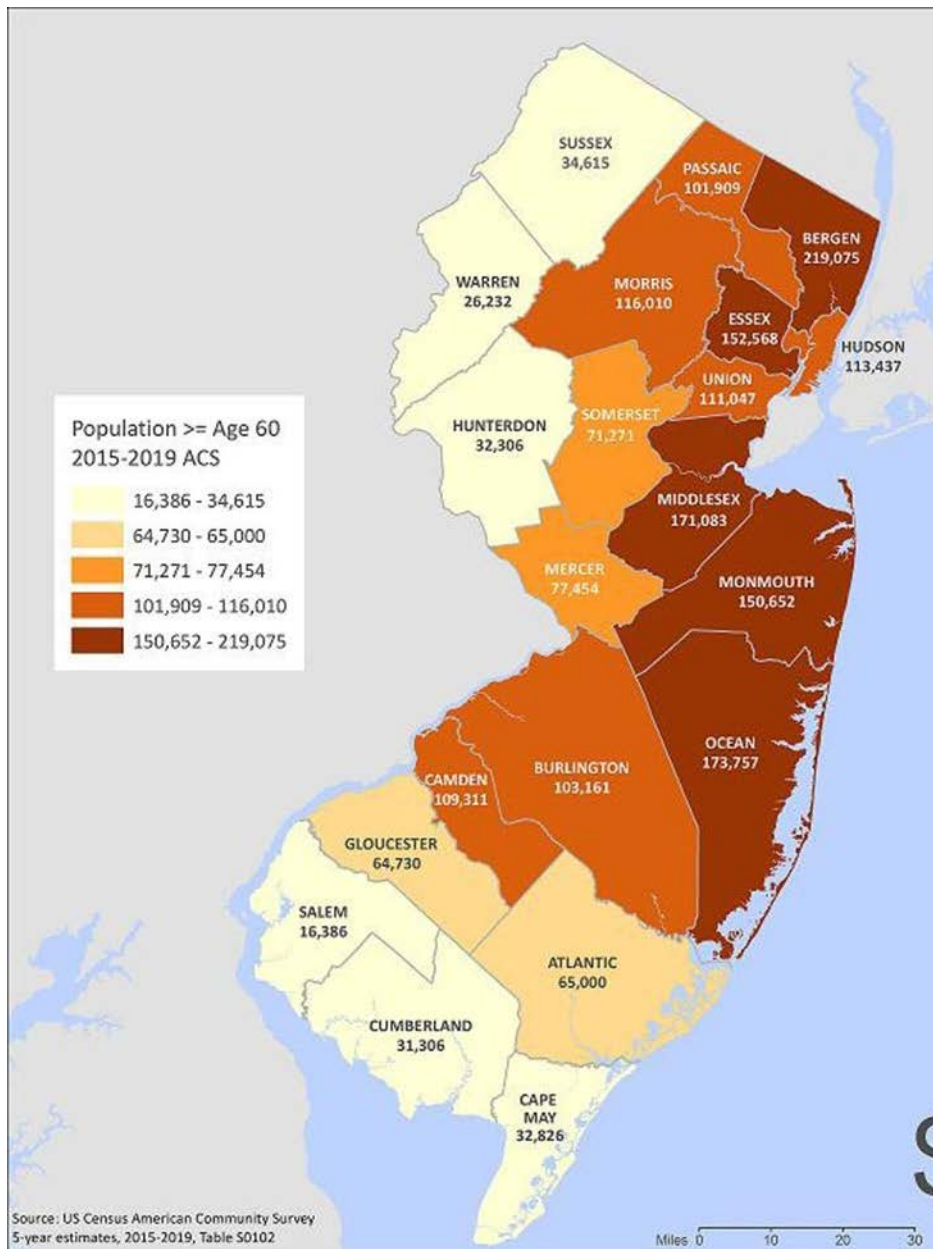 SUSSEX
34,615
PASSAIC
101,909
BERGEN
219,075
WARREN
26,232
MORRIS
116,010
ESSEX
152,568
HUDSON
113,437
UNION
111,047
SOMERSET
71,271
HUNTERDON
32,306
Population >= Age 60
2015-2019 ACS
16,386 - 34,615
64,730 - 65,000
71,271 - 77,454
101,909 - 116,010
150,652 - 219,075
MIDDLESEX
171,083
MERCER
77,454
MONMOUTH
150,652
OCEAN
173,757
BURLINGTON
103,161
CAMDEN
109,311
GLOUCESTER
64,730
SALEM
16,386
ATLANTIC
65,000
CUMBERLAND
31,306
CAPE
MAY
32,826
S
Source: US Census American Community Survey
5-year estimates, 2015-2019, Table S0102
Miles 0 10 20 30